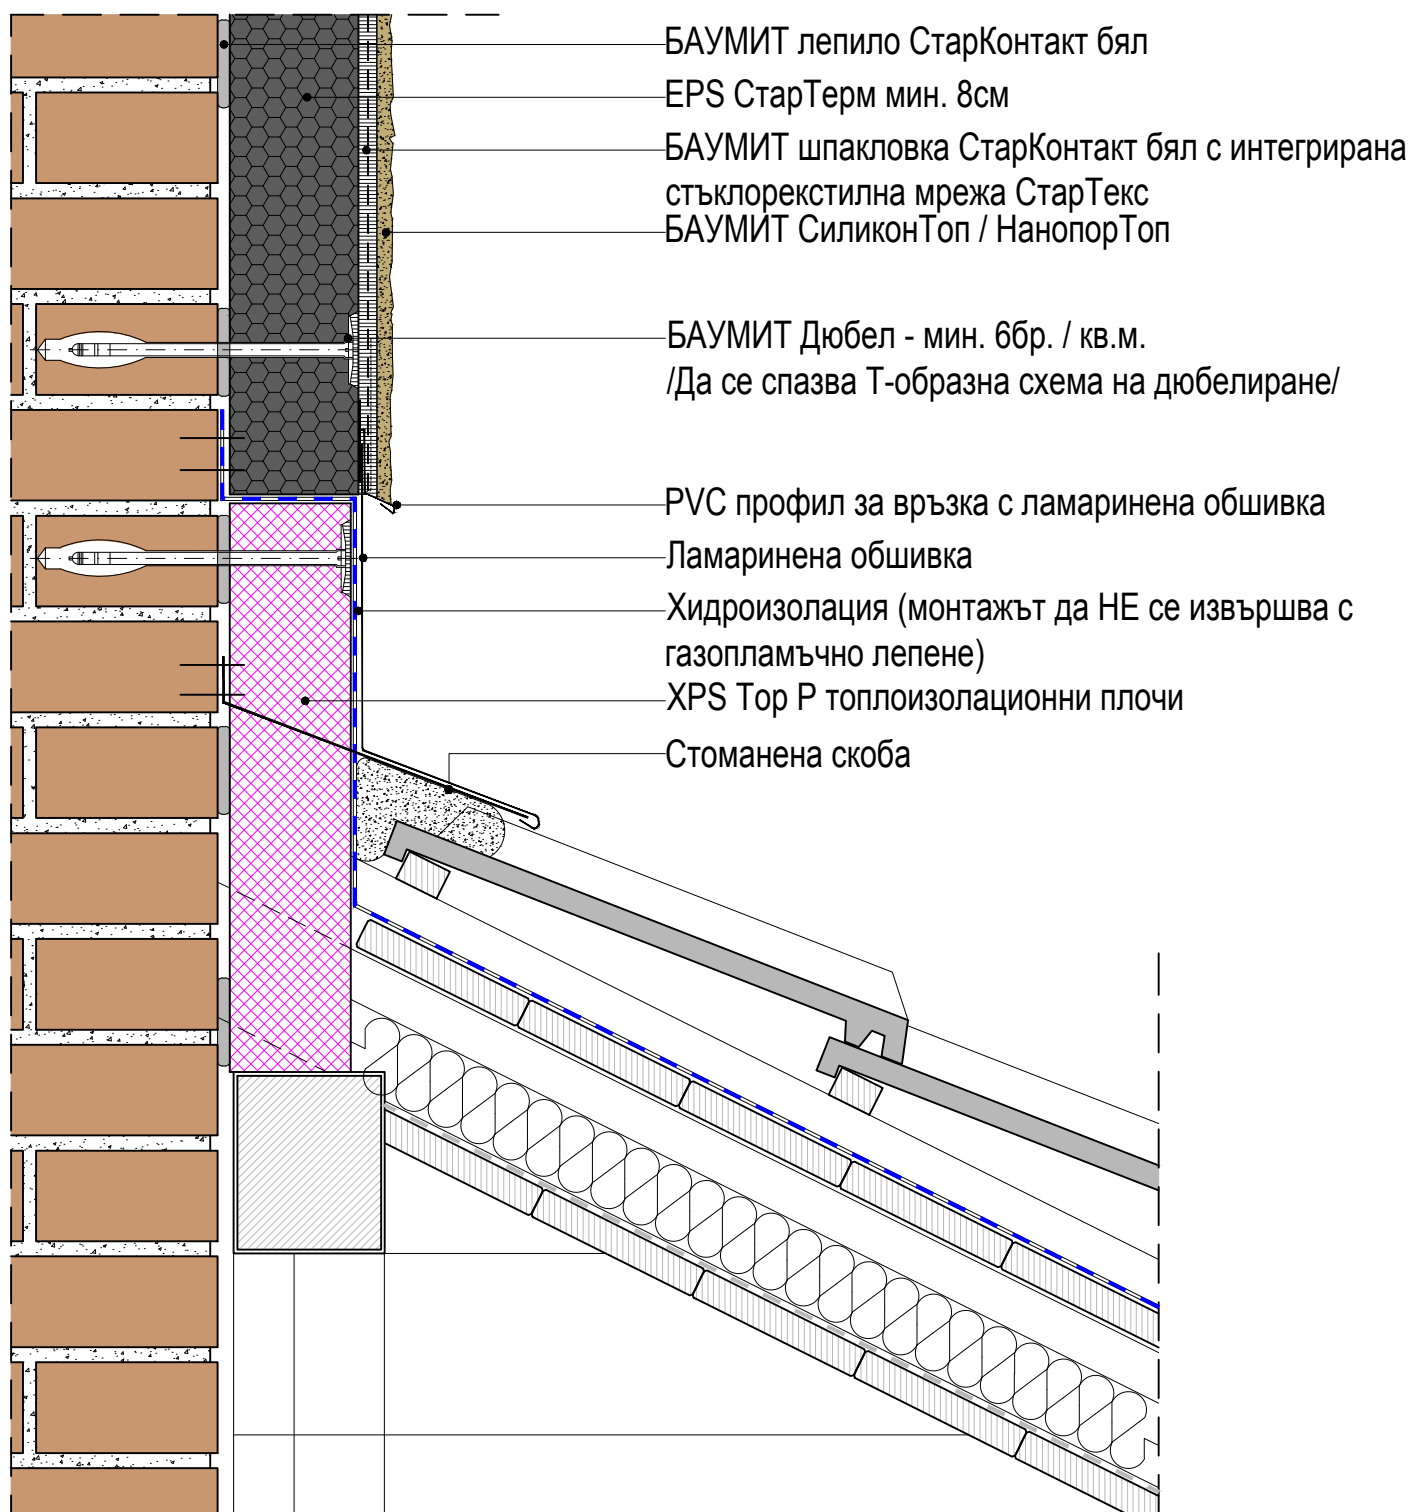 БАУМИТ лепило СтарКонтакт бял
EPS СтарТерм мин. 8см
БАУМИТ шпакловка СтарКонтакт бял с интегрирана
стъклорекстилна мрежа СтарТекс
БАУМИТ СиликонТоп / НанопорТоп
БАУМИТ Дюбел - мин. 6бр. / кв.м.
/Да се спазва Т-образна схема на дюбелиране/
PVC профил за връзка с ламаринена обшивка
Ламаринена обшивка
Хидроизолация (монтажът да НЕ се извършва с
газопламъчно лепене)
XPS Top P топлоизолационни плочи
Стоманена скоба